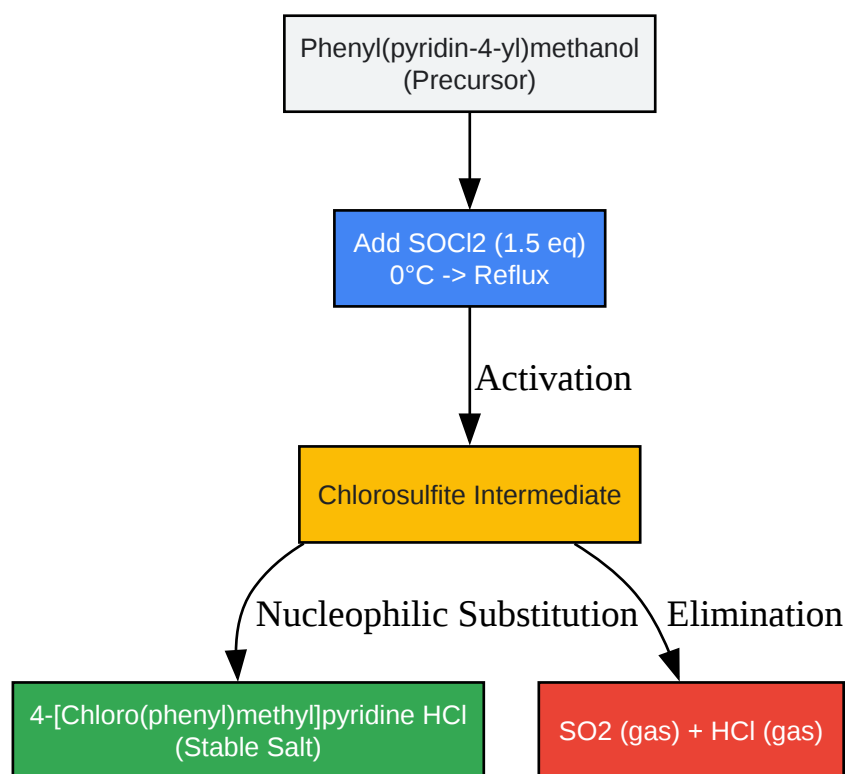 Phenyl(pyridin-4-yl)methanol
(Precursor)
Add SOCl2 (1.5 eq)
0°C -> Reflux
Activation
Chlorosulfite Intermediate
Nucleophilic Substitution
Elimination
4-[Chloro(phenyl)methyl]pyridine HCl
(Stable Salt)
SO2 (gas) + HCl (gas)